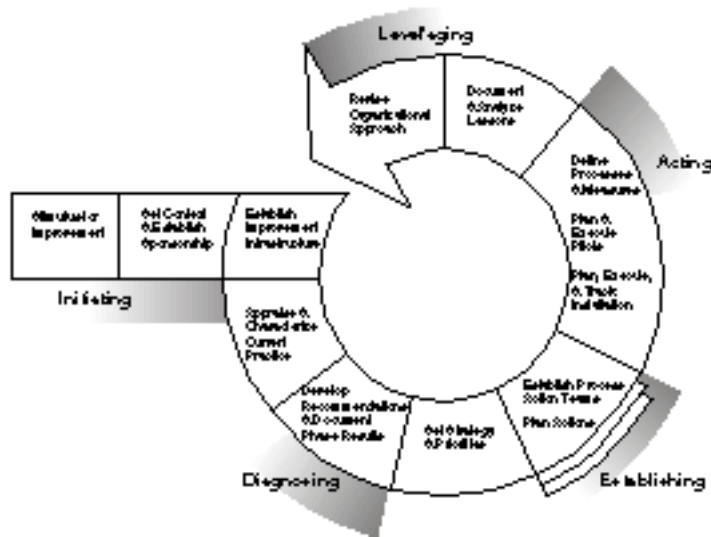 Leveraging
Revise
Organizational
Approach
Document
& Analyze
Lessons
Acting
Define
Processes
& Measures
Plan &
Execute
Pilots
Plan, Execute,
& Track
Installation
Stimulus for
Improvement
Set Context
& Establish
Sponsorship
Establish
Improvement
Infrastructure
Initiating
Appraise &
Characterize
Current
Practice
Develop
Recommendations
& Document
Phase Results
Diagnosing
Set Strategy
& Priorities
Establish Process
Action Teams
Plan Actions
Establishing